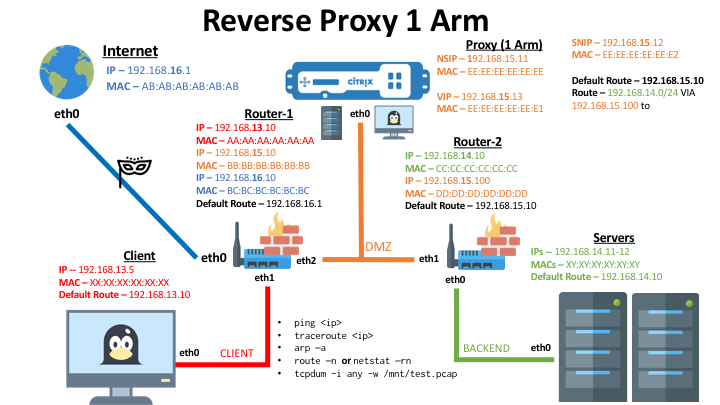 Reverse Proxy 1 Arm
Internet
IP – 192.168.16.1
MAC – AB:AB:AB:AB:AB:AB
eth0
Proxy (1 Arm)
NSIP – 192.168.15.11
MAC – EE:EE:EE:EE:EE:EE
VIP – 192.168.15.13
MAC – EE:EE:EE:EE:EE:E1
SNIP – 192.168.15.12
MAC – EE:EE:EE:EE:EE:E2
Default Route – 192.168.15.10
Route – 192.168.14.0/24 VIA
192.168.15.100 to
CITRIX
eth0
Router-1
IP – 192.168.13.10
MAC – AA:AA:AA:AA:AA:AA
IP – 192.168.15.10
MAC – BB:BB:BB:BB:BB:BB
IP – 192.168.16.10
MAC – BC:BC:BC:BC:BC:BC
Default Route – 192.168.16.1
Router-2
IP – 192.168.14.10
MAC – CC:CC:CC:CC:CC:CC
IP – 192.168.15.100
MAC – DD:DD:DD:DD:DD:DD
Default Route – 192.168.15.10
eth0
eth2
eth1
DMZ
eth1
eth0
Client
IP -- 192.168.13.5
MAC – XX:XX:XX:XX:XX:XX
Default Route – 192.168.13.10
Servers
IPs – 192.168.14.11-12
MACs – XY:XY:XY:XY:XY:XY
Default Route – 192.168.14.10
eth0
CLIENT
• ping <ip>
• traceroute <ip>
• arp –a
• route –n or netstat –rn
• tcpdum -i any -w /mnt/test.pcap
BACKEND
eth0